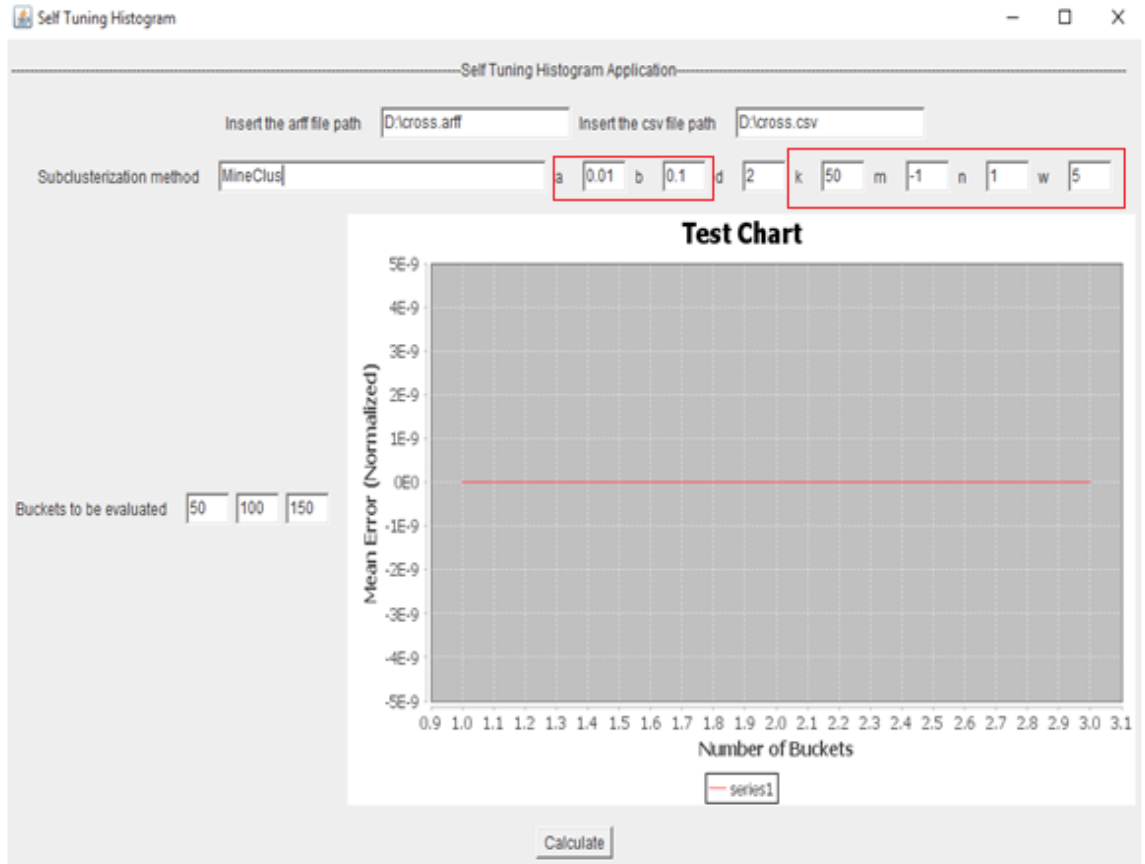 Self Tuning Histogram
Self Tuning Histogram Application
Insert the arff file path D:\cross.arff Insert the csv file path D:\cross.csv
Subclusterization method MineClus a 0.01 b 0.1 d 2 k 50 m -1 n 1 w 5
Test Chart
Mean Error (Normalized)
5E-9
4E-9
3E-9
2E-9
1E-9
0E0
-1E-9
-2E-9
-3E-9
-4E-9
-5E-9
Buckets to be evaluated 50 100 150
0.9 1.0 1.1 1.2 1.3 1.4 1.5 1.6 1.7 1.8 1.9 2.0 2.1 2.2 2.3 2.4 2.5 2.6 2.7 2.8 2.9 3.0 3.1
Number of Buckets
series1
Calculate